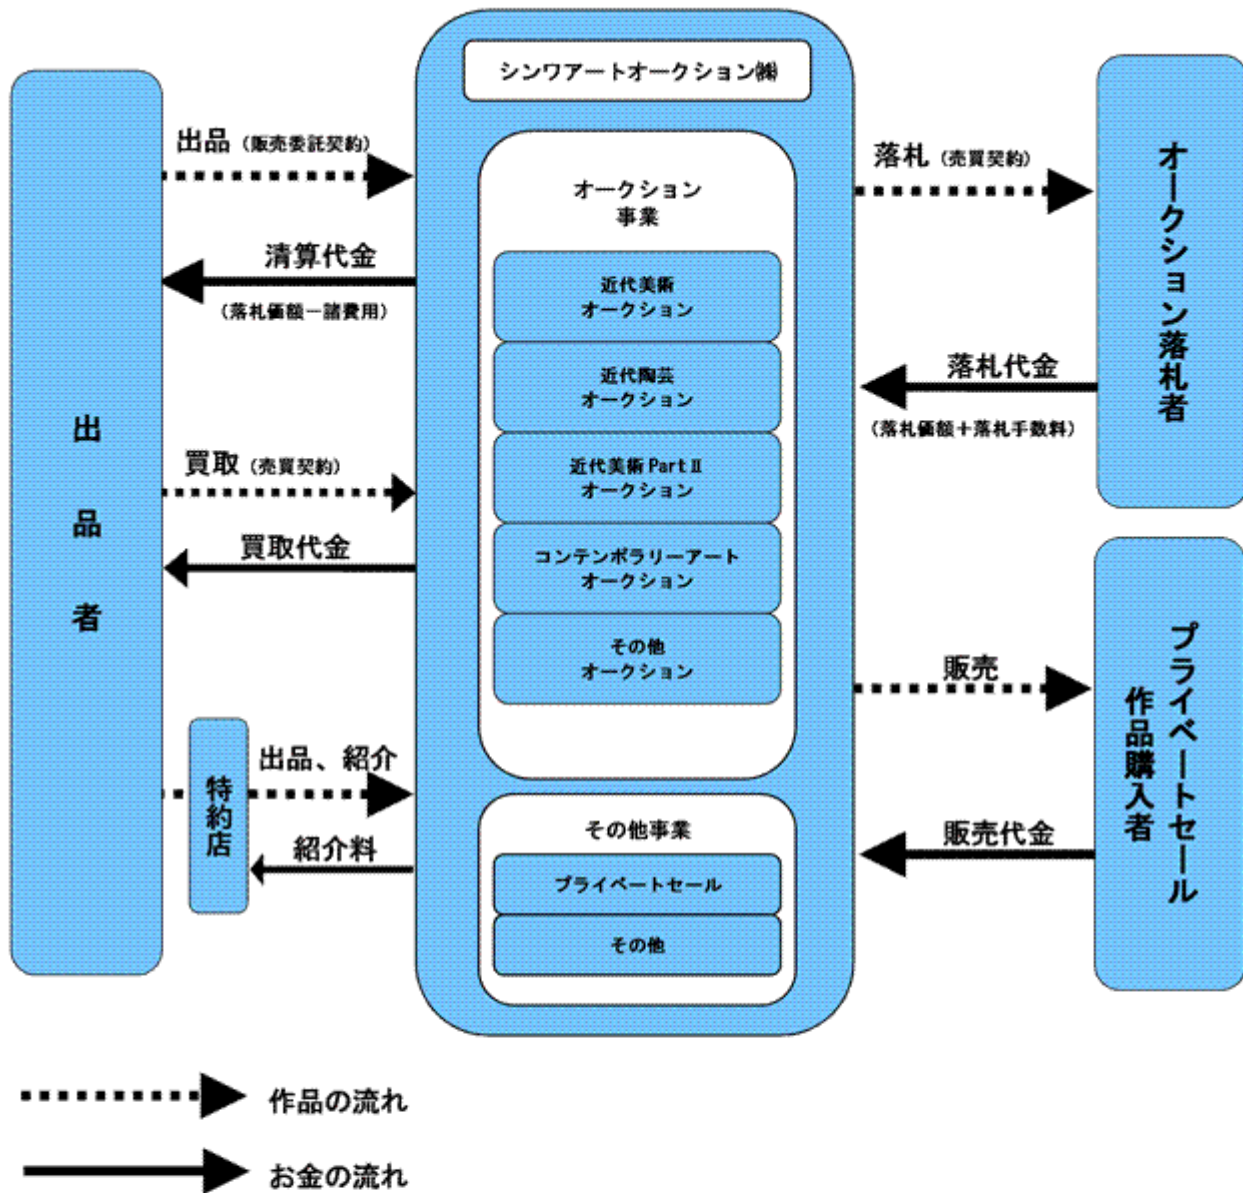 シンワアートオークション㈱
出品（販売委託契約）
清算代金
（落札価額－諸費用）
出品者
買取（売買契約）
買取代金
特約店
出品、紹介
紹介料
オークション
事業
近代美術
オークション
近代陶芸
オークション
近代美術 Part Ⅱ
オークション
コンテンポラリーアート
オークション
その他
オークション
その他事業
プライベートセール
その他
落札（売買契約）
落札代金
（落札価額＋落札手数料）
オークション落札者
販売
販売代金
プライベートセール
作品購入者
作品の流れ
お金の流れ